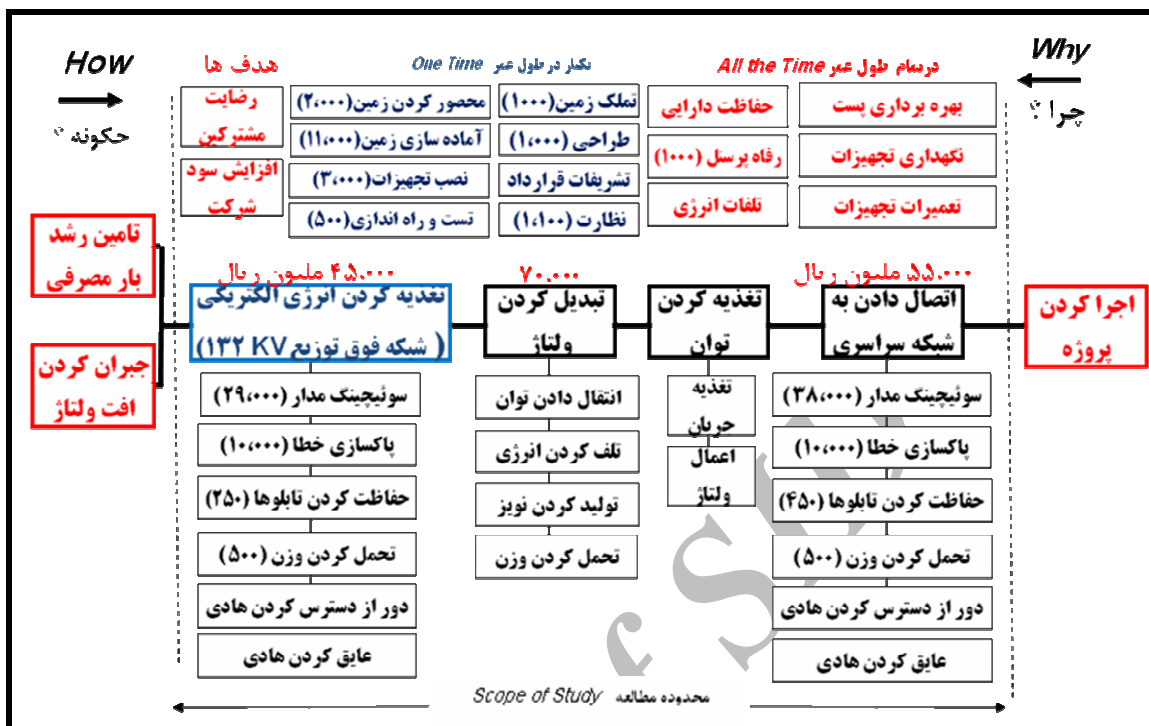 How
چگونه ؟
هدف ها
One Time تکبار در طول عمر
All the Time درتمام طول عمر
Why
چرا ؟
رضایت
مشترکین
افزایش سود
شرکت
محصور کردن زمین(۲،۰۰۰)
آماده سازی زمین(۱۱،۰۰۰)
نصب تجهیزات(۳،۰۰۰)
تست و راه اندازی(۵۰۰)
تملک زمین(۱۰۰۰)
طراحی (۱،۰۰۰)
تشریفات قرارداد
نظارت (۱،۱۰۰)
حفاظت دارایی
رفاه پرسنل (۱۰۰۰)
تلفات انرژی
بهره برداری پست
نگهداری تجهیزات
تعمیرات تجهیزات
تامین رشد
بار مصرفی
جبران کردن
افت ولتاژ
۴۵.۰۰۰ ملیون ریال
تغذیه کردن انرژی الکتریکی
( شبکه فوق توزیع ۱۳۲ KV)
سوئیچینگ مدار (۲۹،۰۰۰)
پاکسازی خطا (۱۰،۰۰۰)
حفاظت کردن تابلوها (۲۵۰)
تحمل کردن وزن (۵۰۰)
دور از دسترس کردن هادی
عایق کردن هادی
۷۰.۰۰۰
تبدیل کردن
ولتاژ
انتقال دادن توان
تلف کردن انرژی
تولید کردن نویز
تحمل کردن وزن
تغذیه کردن
توان
تغذیه
جریان
اعمال
ولتاژ
۵۵.۰۰۰ ملیون ریال
اتصال دادن به
شبکه سراسری
سوئیچینگ مدار (۳۸،۰۰۰)
پاکسازی خطا (۱۰،۰۰۰)
حفاظت کردن تابلوها (۴۵۰)
تحمل کردن وزن (۵۰۰)
دور از دسترس کردن هادی
عایق کردن هادی
اجرا کردن
پروژه
Scope of Study محدوده مطالعه